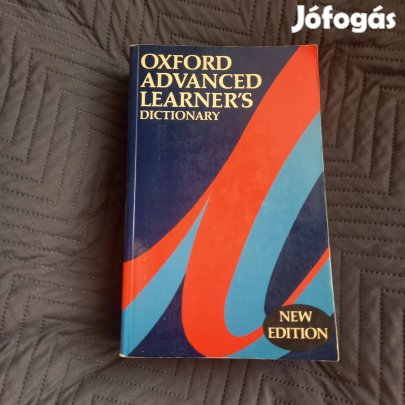 Jófogás
OXFORD
ADVANCED
LEARNER'S
DICTIONARY
NEW
EDITION